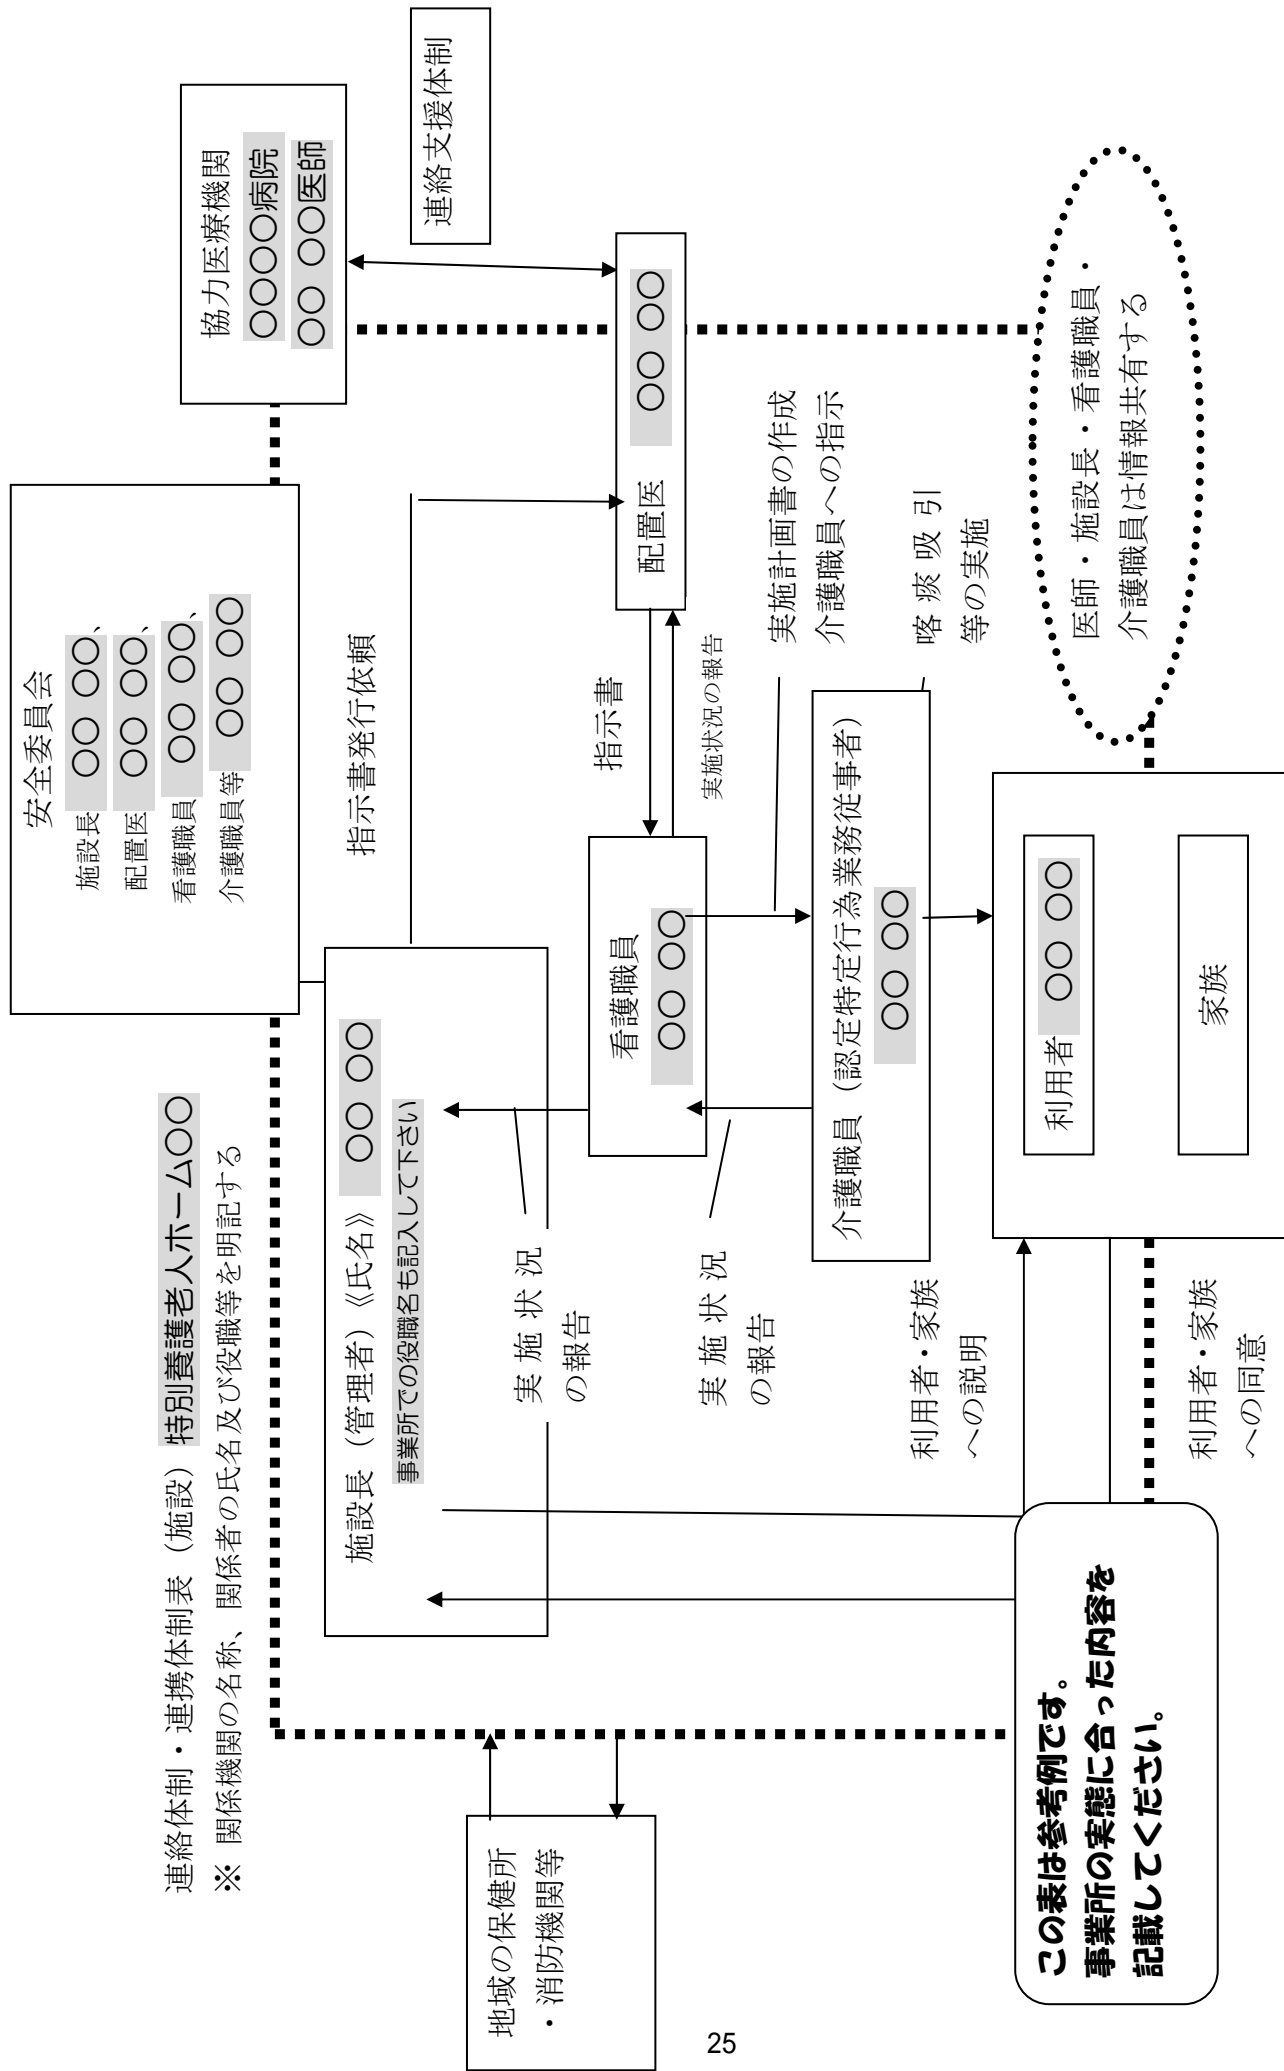 連絡体制・連携体制表（施設）特別養護老人ホーム〇〇
※ 関係機関の名称、関係者の氏名及び役職等を明記する
安全委員会
施設長 〇〇 〇〇、
配置医 〇〇 〇〇、
看護職員 〇〇 〇〇、
介護職員等 〇〇 〇〇
協力医療機関
〇〇〇〇病院
〇〇 〇〇医師
連絡支援体制
施設長（管理者）《氏名》 〇〇 〇〇
事業所での役職名も記入して下さい
指示書発行依頼
地域の保健所
・消防機関等
実施状況
の報告
看護職員
〇〇 〇〇
指示書
実施状況の報告
配置医 〇〇 〇〇
実施状況
の報告
実施計画書の作成
介護職員への指示
介護職員（認定特定行為業務従事者）
〇〇 〇〇
喀痰吸引
等の実施
利用者・家族
への説明
利用者 〇〇 〇〇
家族
医師・施設長・看護職員・
介護職員は情報共有する
利用者・家族
への同意
この表は参考例です。
事業所の実態に合った内容を
記載してください。
25